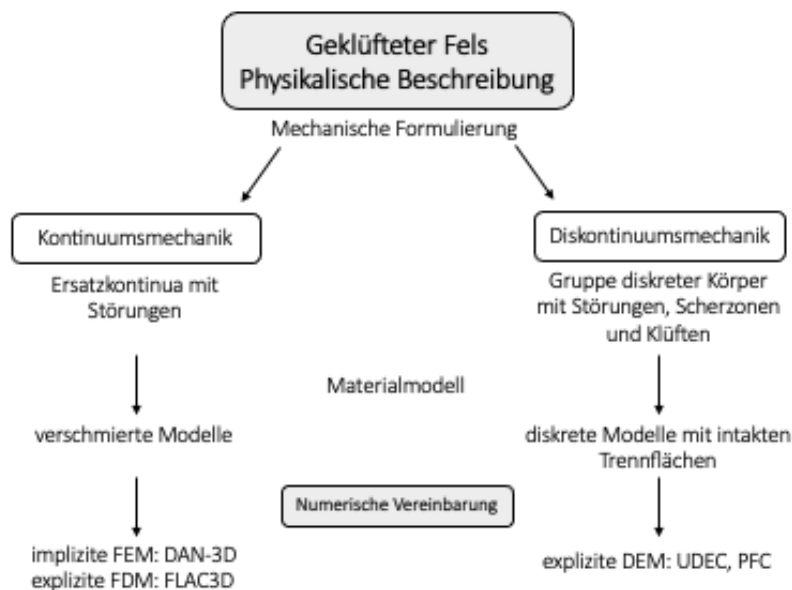 Geklüfteter Fels
Physikalische Beschreibung
Mechanische Formulierung
Kontinuumsmechanik
Diskontinuumsmechanik
Ersatzkontinua mit
Störungen
Gruppe diskreter Körper
mit Störungen, Scherzonen
und Klüften
Materialmodell
verschmierte Modelle
diskrete Modelle mit intakten
Trennflächen
Numerische Vereinbarung
implizite FEM: DAN-3D
explizite FDM: FLAC3D
explizite DEM: UDEC, PFC